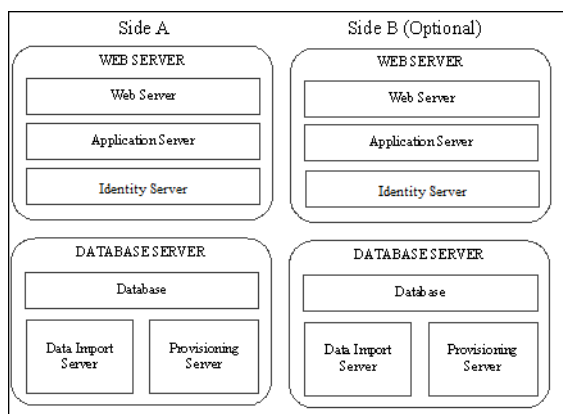 Side A
WEB SERVER
Web Server
Application Server
Identity Server
DATABASE SERVER
Database
Data Import
Server
Provisioning
Server
Side B (Optional)
WEB SERVER
Web Server
Application Server
Identity Server
DATABASE SERVER
Database
Data Import
Server
Provisioning
Server